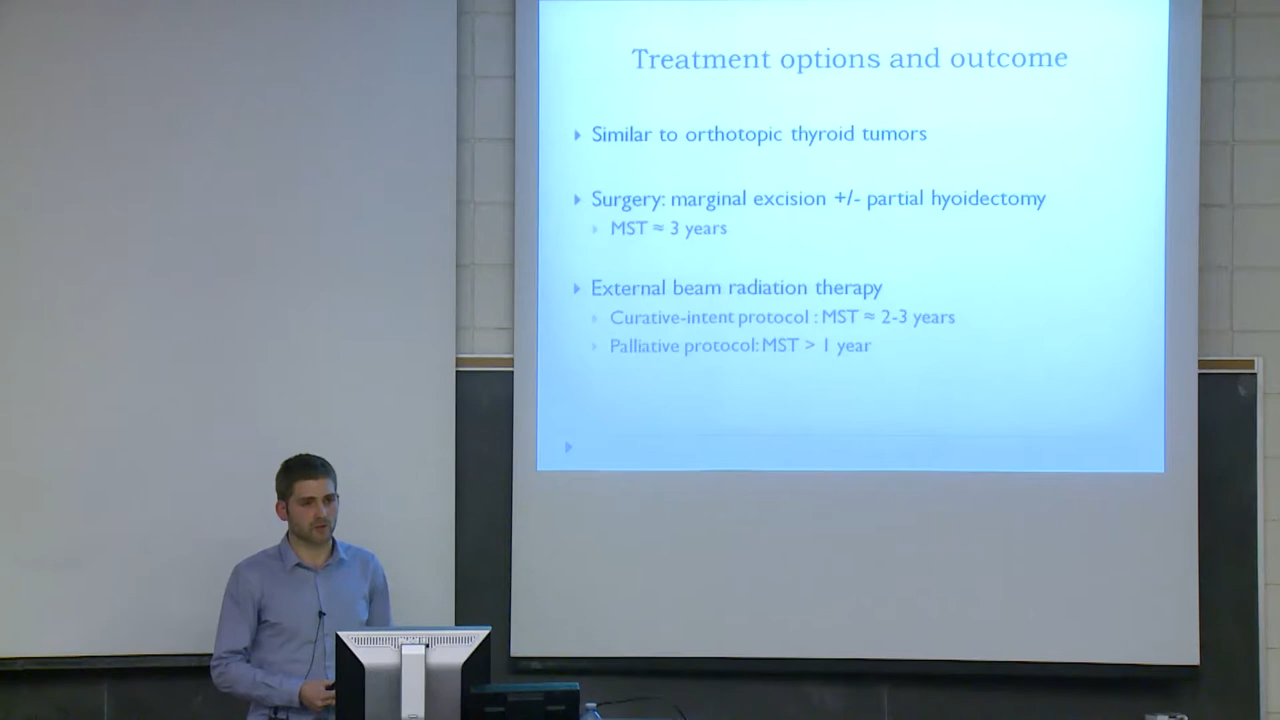 Treatment options and outcome
Similar to orthotopic thyroid tumors
Surgery: marginal excision +/- partial hyoidectomy
MST ≈ 3 years
External beam radiation therapy
Curative-intent protocol : MST ≈ 2-3 years
Palliative protocol: MST > 1 year